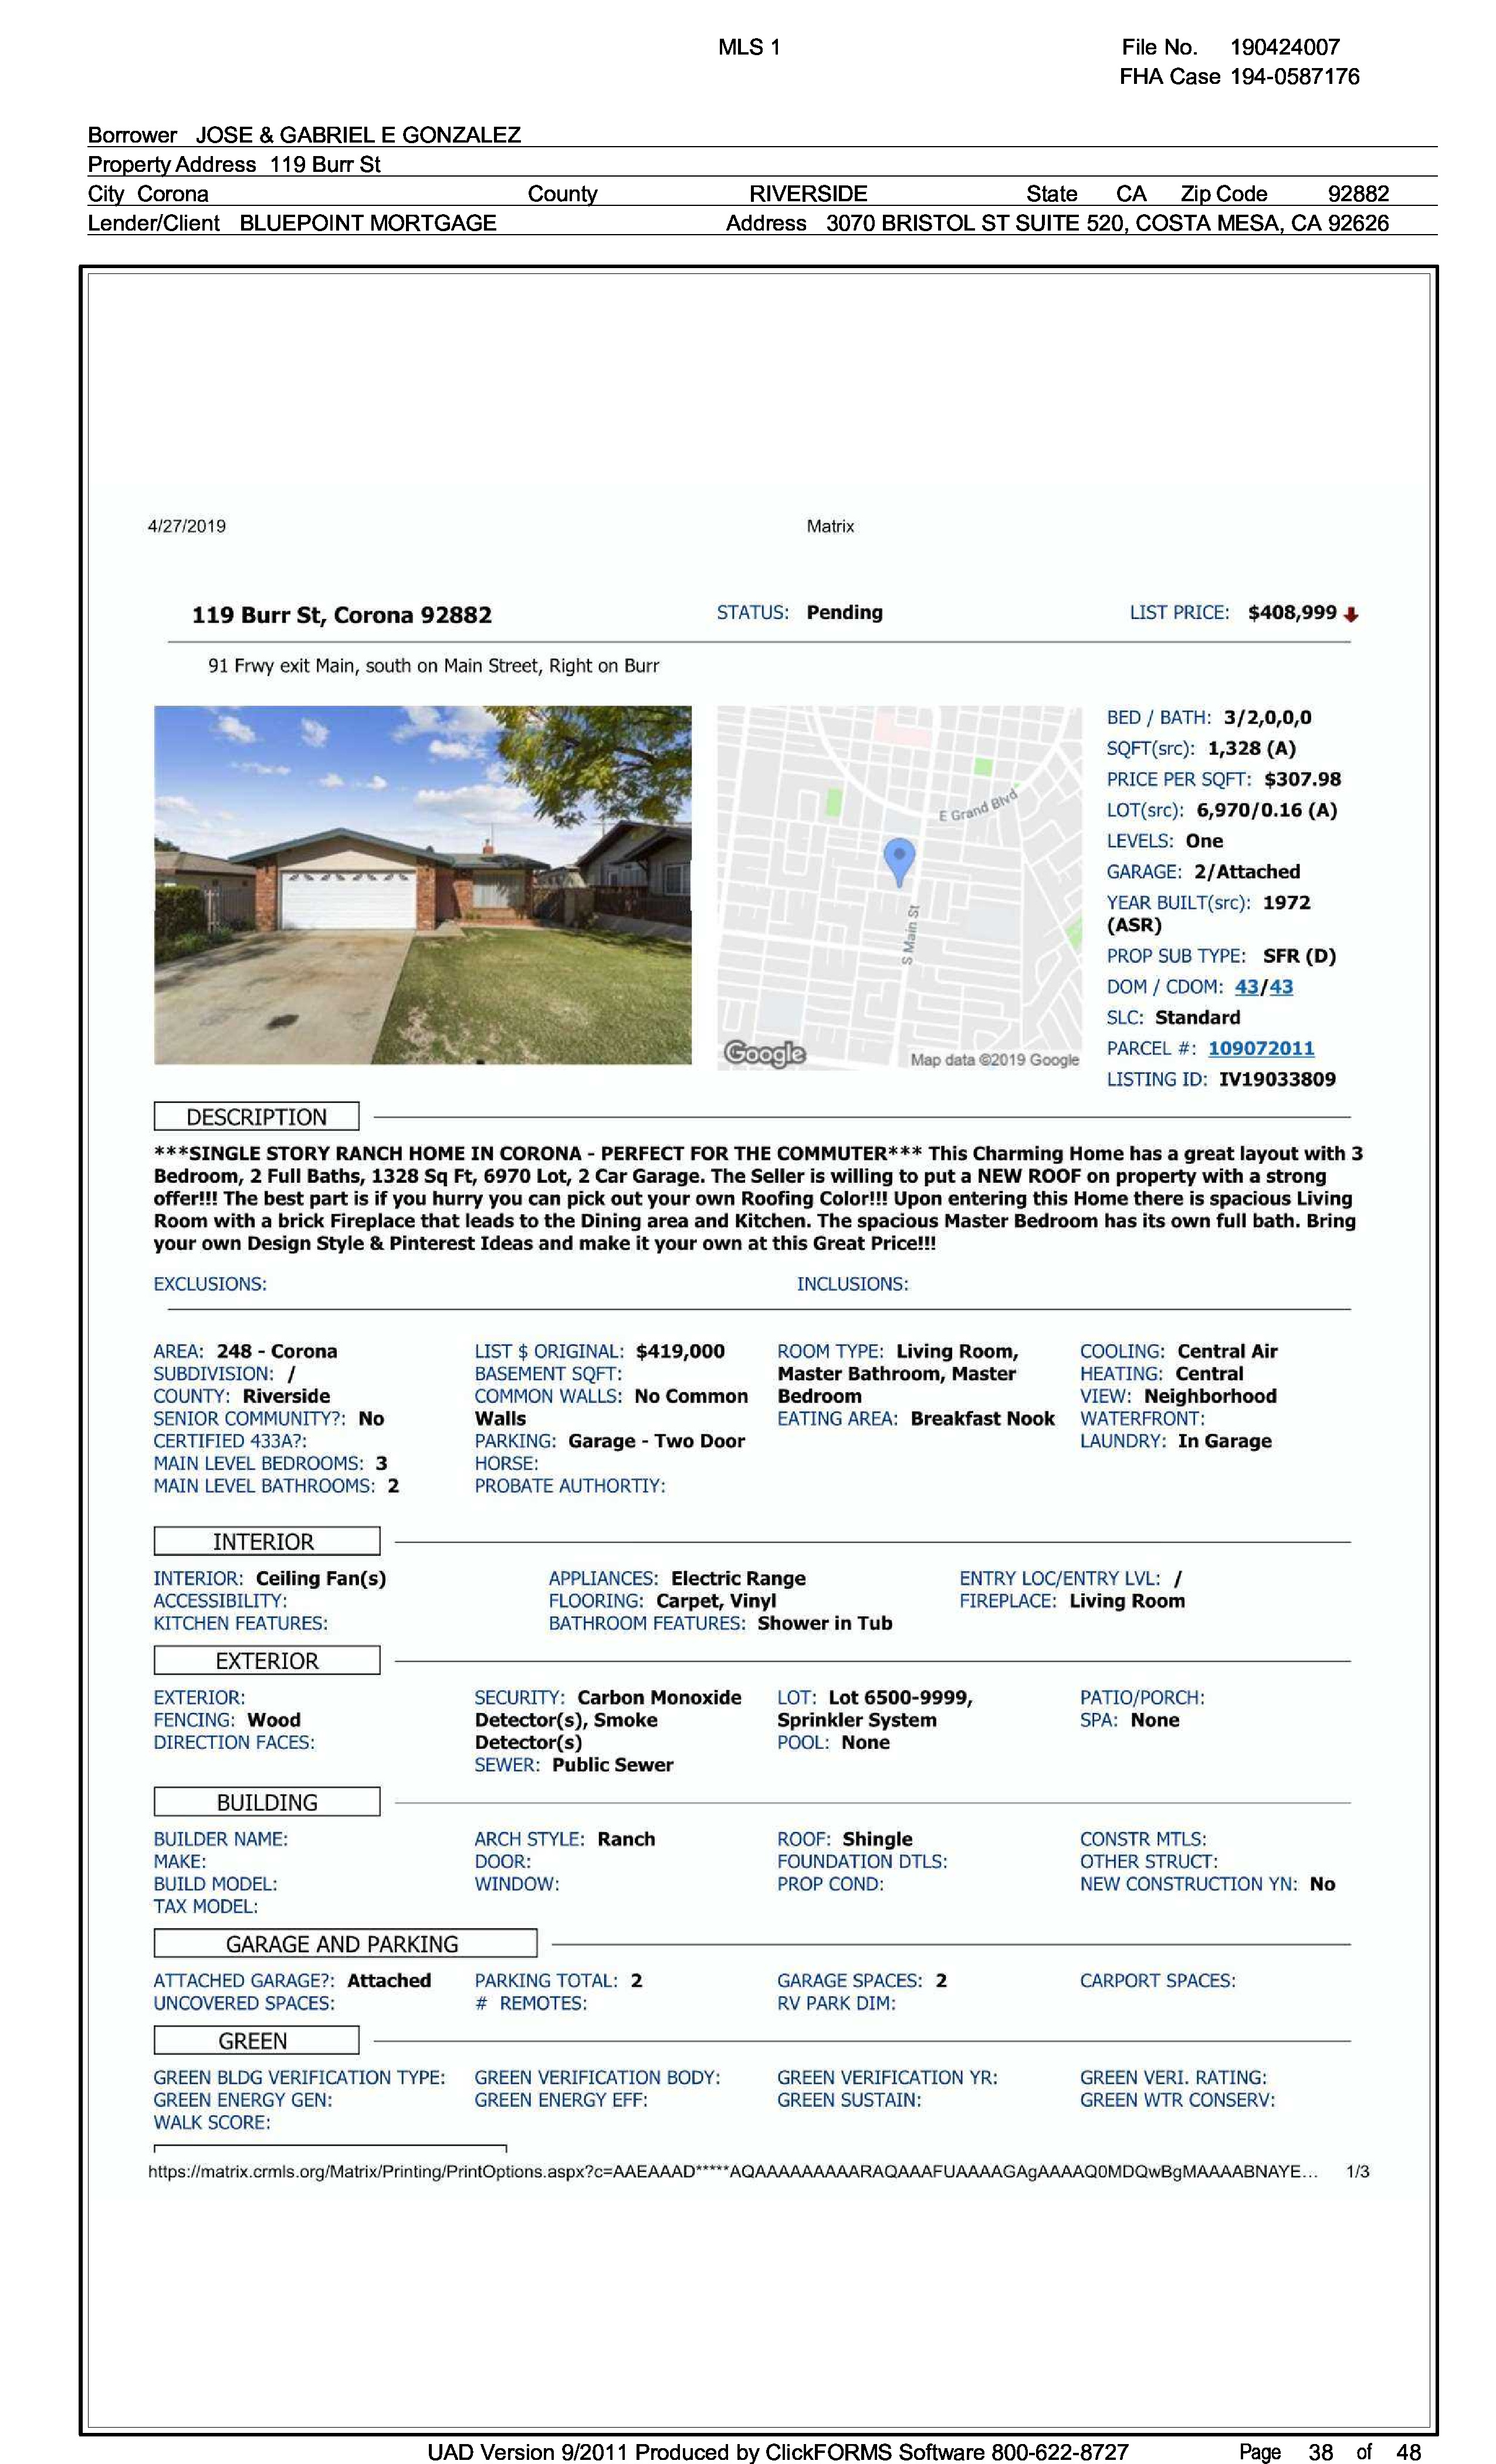 MLS 1
File No. 190424007
FHA Case 194-0587176
Borrower JOSE & GABRIEL E GONZALEZ
Property Address 119 Burr St
City Corona County RIVERSIDE State CA Zip Code 92882
Lender/Client BLUEPOINT MORTGAGE Address 3070 BRISTOL ST SUITE 520, COSTA MESA, CA 92626
4/27/2019 Matrix
119 Burr St, Corona 92882 STATUS: Pending LIST PRICE: $408,999
91 Frwy exit Main, south on Main Street, Right on Burr
E Grand Blvd
S Main St
Google
Map data ©2019 Google
BED / BATH: 3/2,0,0,0
SQFT(src): 1,328 (A)
PRICE PER SQFT: $307.98
LOT(src): 6,970/0.16 (A)
LEVELS: One
GARAGE: 2/Attached
YEAR BUILT(src): 1972
(ASR)
PROP SUB TYPE: SFR (D)
DOM / CDOM: 43/43
SLC: Standard
PARCEL #: 109072011
LISTING ID: IV19033809
DESCRIPTION
***SINGLE STORY RANCH HOME IN CORONA - PERFECT FOR THE COMMUTER*** This Charming Home has a great layout with 3
Bedroom, 2 Full Baths, 1328 Sq Ft, 6970 Lot, 2 Car Garage. The Seller is willing to put a NEW ROOF on property with a strong
offer!!! The best part is if you hurry you can pick out your own Roofing Color!!! Upon entering this Home there is spacious Living
Room with a brick Fireplace that leads to the Dining area and Kitchen. The spacious Master Bedroom has its own full bath. Bring
your own Design Style & Pinterest Ideas and make it your own at this Great Price!!!
EXCLUSIONS: INCLUSIONS:
AREA: 248 - Corona
SUBDIVISION: /
COUNTY: Riverside
SENIOR COMMUNITY?: No
CERTIFIED 433A?:
MAIN LEVEL BEDROOMS: 3
MAIN LEVEL BATHROOMS: 2
LIST $ ORIGINAL: $419,000
BASEMENT SQFT:
COMMON WALLS: No Common
Walls
PARKING: Garage - Two Door
HORSE:
PROBATE AUTHORTIY:
ROOM TYPE: Living Room,
Master Bathroom, Master
Bedroom
EATING AREA: Breakfast Nook
COOLING: Central Air
HEATING: Central
VIEW: Neighborhood
WATERFRONT:
LAUNDRY: In Garage
INTERIOR
INTERIOR: Ceiling Fan(s)
ACCESSIBILITY:
KITCHEN FEATURES:
APPLIANCES: Electric Range
FLOORING: Carpet, Vinyl
BATHROOM FEATURES: Shower in Tub
ENTRY LOC/ENTRY LVL: /
FIREPLACE: Living Room
EXTERIOR
EXTERIOR:
FENCING: Wood
DIRECTION FACES:
SECURITY: Carbon Monoxide
Detector(s), Smoke
Detector(s)
SEWER: Public Sewer
LOT: Lot 6500-9999,
Sprinkler System
POOL: None
PATIO/PORCH:
SPA: None
BUILDING
BUILDER NAME:
MAKE:
BUILD MODEL:
TAX MODEL:
ARCH STYLE: Ranch
DOOR:
WINDOW:
ROOF: Shingle
FOUNDATION DTLS:
PROP COND:
CONSTR MTLS:
OTHER STRUCT:
NEW CONSTRUCTION YN: No
GARAGE AND PARKING
ATTACHED GARAGE?: Attached
UNCOVERED SPACES:
PARKING TOTAL: 2
# REMOTES:
GARAGE SPACES: 2
RV PARK DIM:
CARPORT SPACES:
GREEN
GREEN BLDG VERIFICATION TYPE:
GREEN ENERGY GEN:
WALK SCORE:
GREEN VERIFICATION BODY:
GREEN ENERGY EFF:
GREEN VERIFICATION YR:
GREEN SUSTAIN:
GREEN VERI. RATING:
GREEN WTR CONSERV:
https://matrix.crmls.org/Matrix/Printing/PrintOptions.aspx?c=AAEAAAD*****AQAAAAAAAAAARAQAAAFUAAAAGAgAAAAQ0MDQwBgMAAAABNAYE... 1/3
UAD Version 9/2011 Produced by ClickFORMS Software 800-622-8727 Page 38 of 48